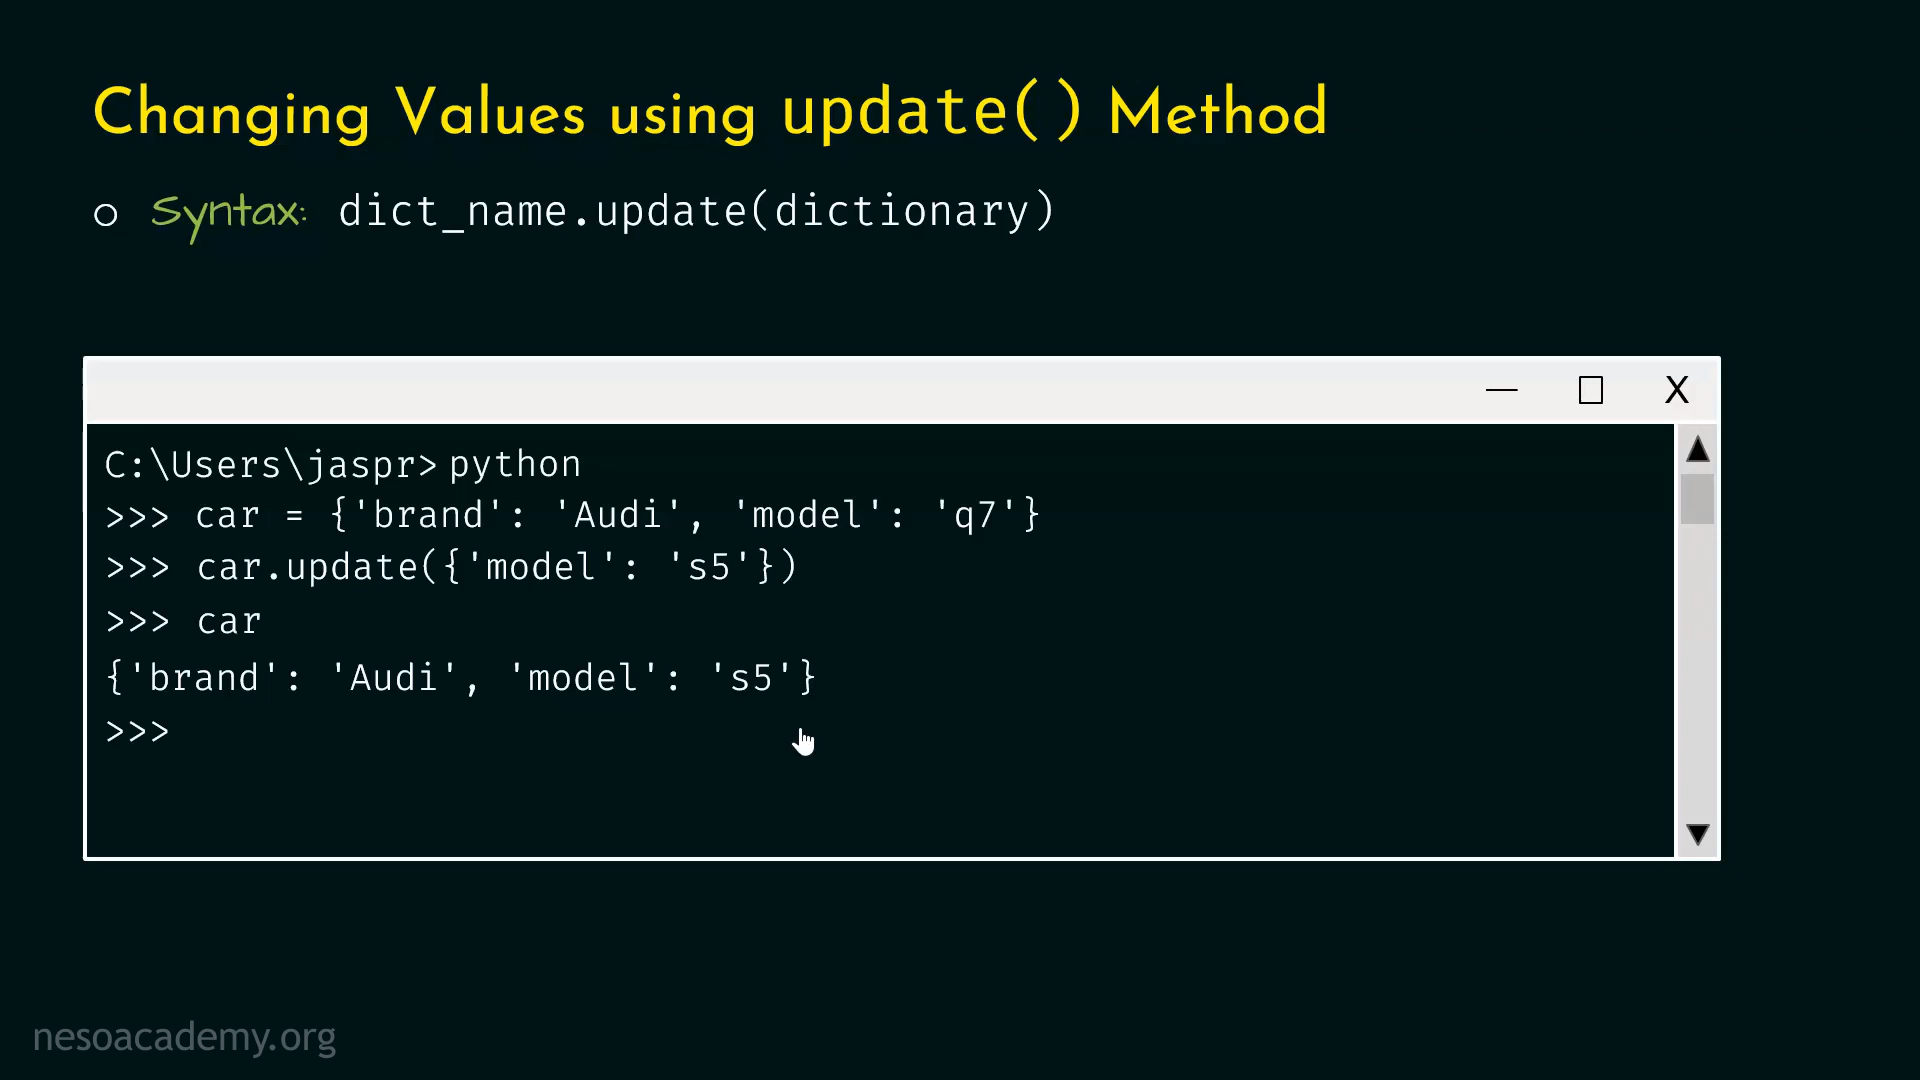 Changing Values using update() Method
○ Syntax: dict_name.update(dictionary)
X
C:\Users\jaspr> python
>>> car = {'brand': 'Audi', 'model': 'q7'}
>>> car.update({'model': 's5'})
>>> car
{'brand': 'Audi', 'model': 's5'}
>>>
nesoacademy.org